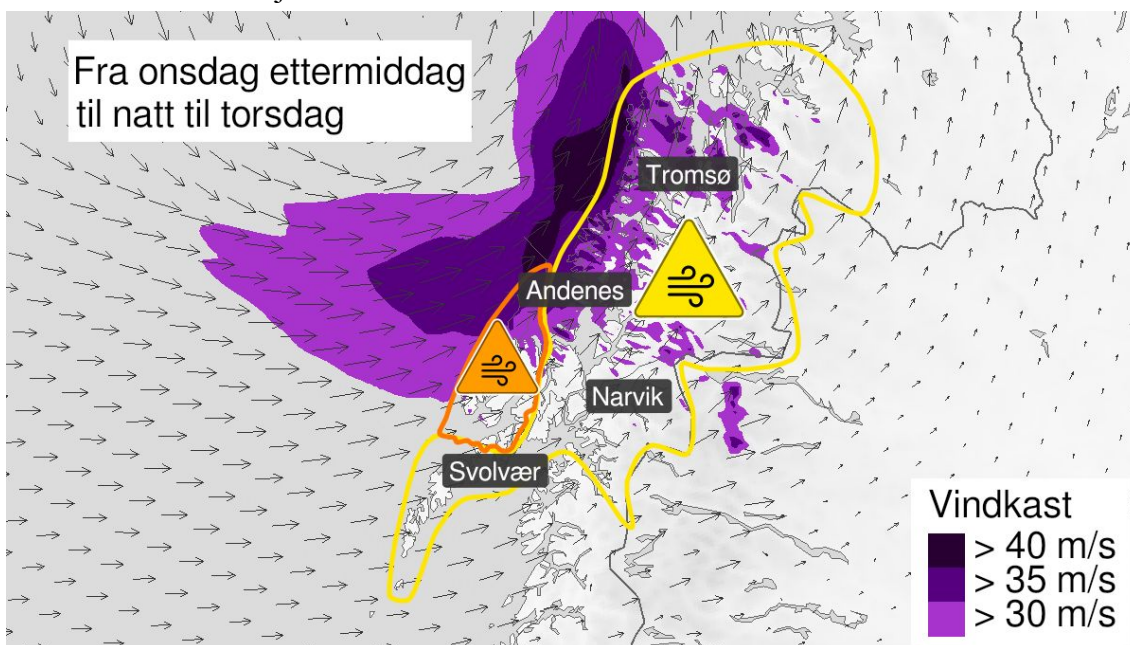 Fra onsdag ettermiddag
til natt til torsdag
Tromsø
Andenes
Narvik
Svolvær
Vindkast
> 40 m/s
> 35 m/s
> 30 m/s